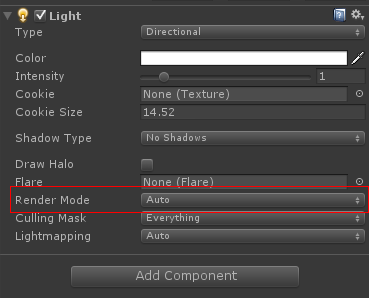 Light
Type Directional
Color
Intensity 1
Cookie None (Texture)
Cookie Size 14.52
Shadow Type No Shadows
Draw Halo
Flare None (Flare)
Render Mode Auto
Culling Mask Everything
Lightmapping Auto
Add Component